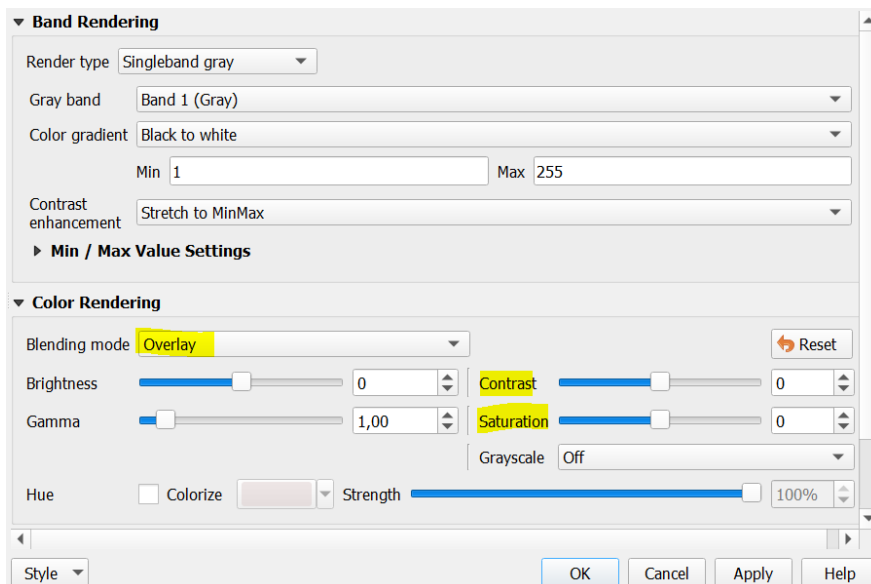 Band Rendering
Render type Singleband gray
Gray band Band 1 (Gray)
Color gradient Black to white
Min 1 Max 255
Contrast
enhancement Stretch to MinMax
Min / Max Value Settings
Color Rendering
Blending mode Overlay Reset
Brightness 0 Contrast 0
Gamma 1,00 Saturation 0
Grayscale Off
Hue Colorize Strength 100%
Style OK Cancel Apply Help